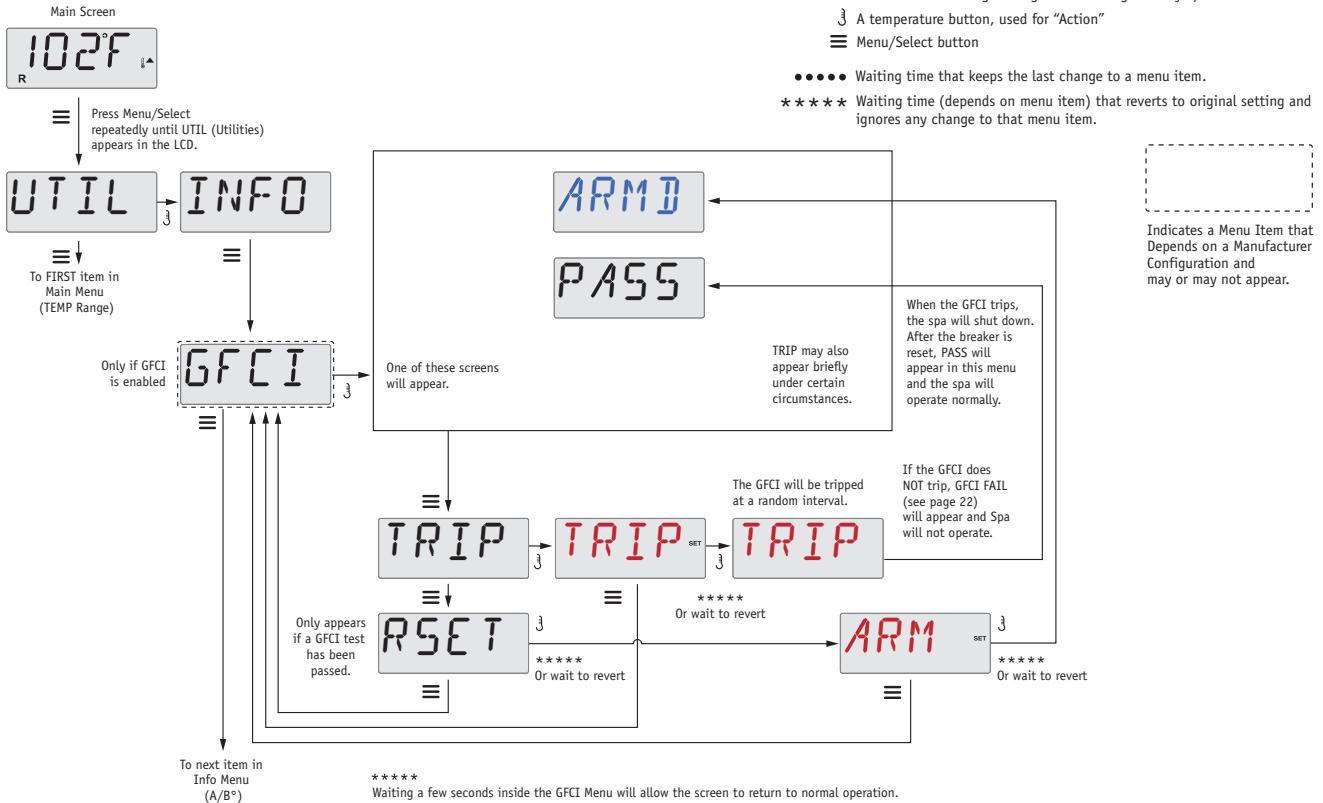 Main Screen
102°F
R
Press Menu/Select
repeatedly until UTIL (Utilities)
appears in the LCD.
A temperature button, used for “Action”
Menu/Select button
Waiting time that keeps the last change to a menu item.
***** Waiting time (depends on menu item) that reverts to original setting and
ignores any change to that menu item.
Indicates a Menu Item that
Depends on a Manufacturer
Configuration and
may or may not appear.
UTIL
INFO
To FIRST item in
Main Menu
(TEMP Range)
ARMD
PASS
Only if GFCI
is enabled
GFCI
One of these screens
will appear.
TRIP may also
appear briefly
under certain
circumstances.
When the GFCI trips,
the spa will shut down.
After the breaker is
reset, PASS will
appear in this menu
and the spa will
operate normally.
The GFCI will be tripped
at a random interval.
If the GFCI does
NOT trip, GFCI FAIL
(see page 22)
will appear and Spa
will not operate.
TRIP
TRIP SET
TRIP
*****
Or wait to revert
Only appears
if a GFCI test
has been
passed.
RSET
*****
Or wait to revert
ARM SET
*****
Or wait to revert
To next item in
Info Menu
(A/B°)
*****
Waiting a few seconds inside the GFCI Menu will allow the screen to return to normal operation.